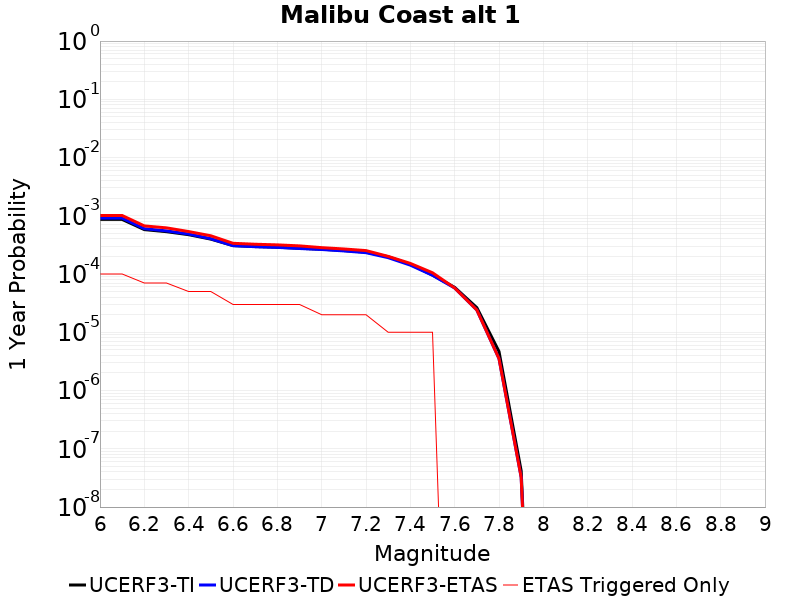 Malibu Coast alt 1
1 Year Probability
10^0
10^-1
10^-2
10^-3
10^-4
10^-5
10^-6
10^-7
10^-8
6 6.2 6.4 6.6 6.8 7 7.2 7.4 7.6 7.8 8 8.2 8.4 8.6 8.8 9
Magnitude
UCERF3-TI UCERF3-TD UCERF3-ETAS ETAS Triggered Only